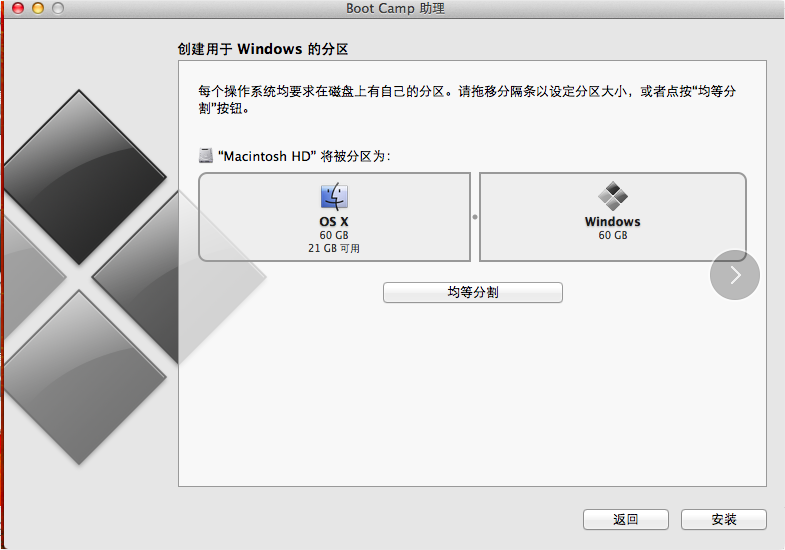 Boot Camp 助理
创建用于 Windows 的分区
每个操作系统均要求在磁盘上有自己的分区。请拖移分隔条以设定分区大小，或者点按“均等分
割”按钮。
“Macintosh HD” 将被分区为：
OS X
60 GB
21 GB 可用
Windows
60 GB
均等分割
返回
安装